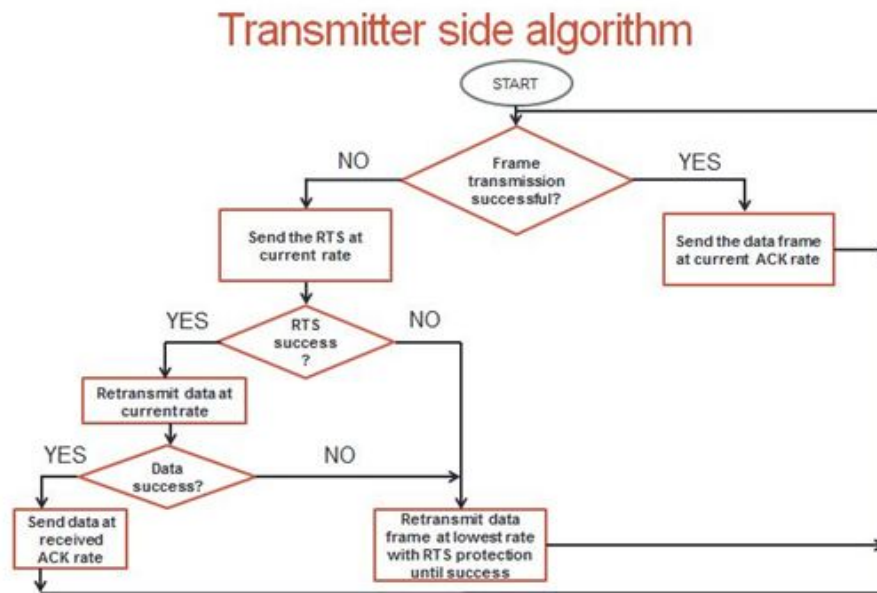 Transmitter side algorithm
START
NO
Frame
transmission
successful?
YES
Send the RTS at
current rate
Send the data frame
at current ACK rate
YES
RTS
success
?
NO
Retransmit data at
current rate
YES
Data
success?
NO
Send data at
received
ACK rate
Retransmit data
frame at lowest rate
with RTS protection
until success